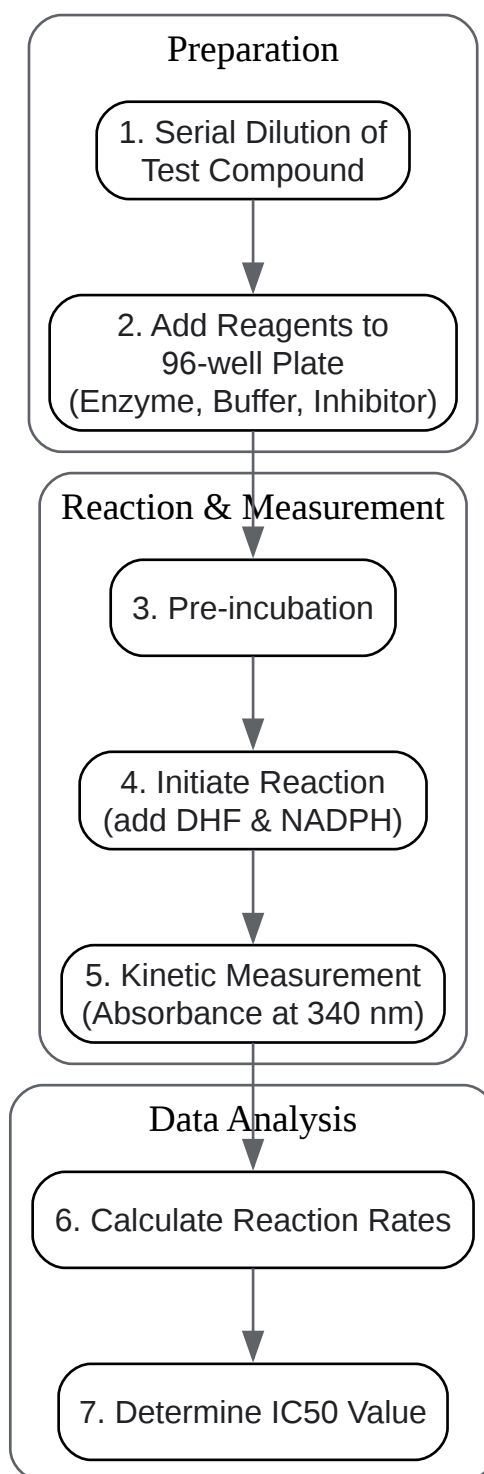 Preparation
1. Serial Dilution of
Test Compound
2. Add Reagents to
96-well Plate
(Enzyme, Buffer, Inhibitor)
Reaction & Measurement
3. Pre-incubation
4. Initiate Reaction
(add DHF & NADPH)
5. Kinetic Measurement
(Absorbance at 340 nm)
Data Analysis
6. Calculate Reaction Rates
7. Determine IC50 Value